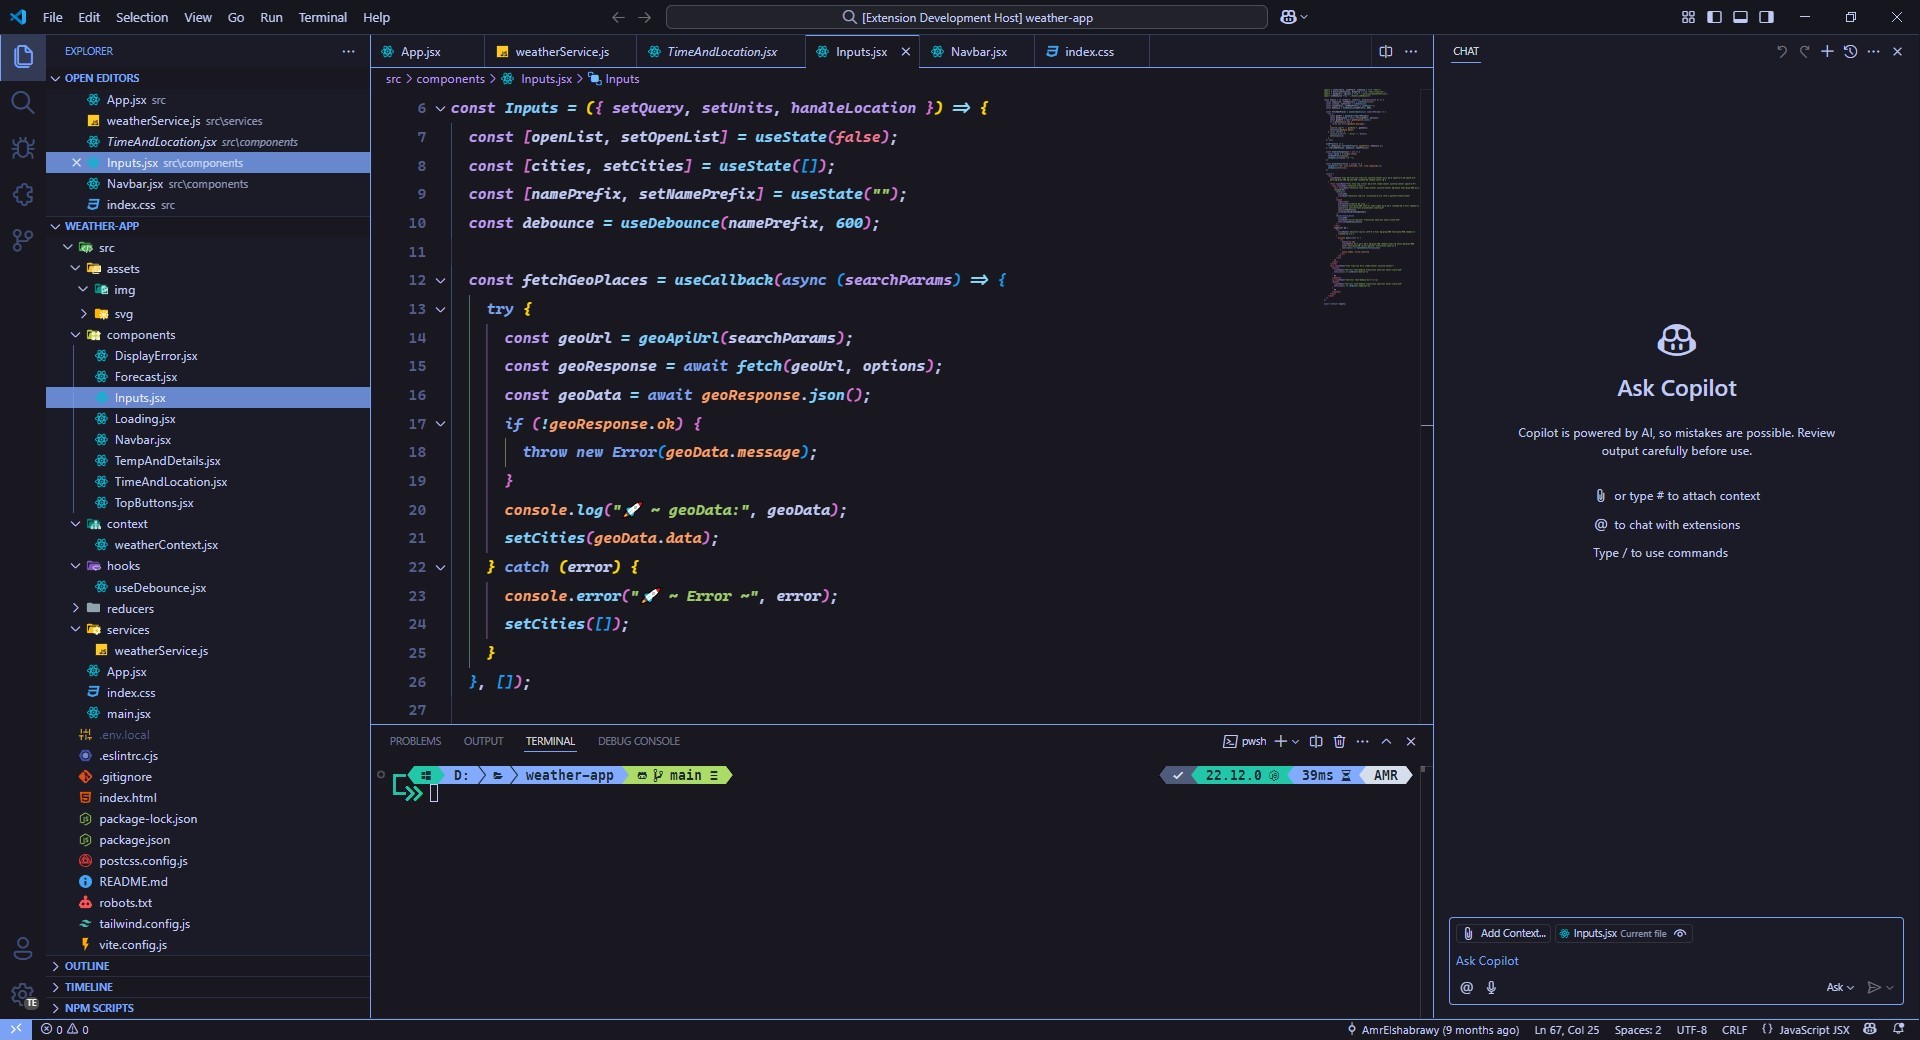 File Edit Selection View Go Run Terminal Help
[Extension Development Host] weather-app
EXPLORER
OPEN EDITORS
App.jsx src
weatherService.js src\services
TimeAndLocation.jsx src\components
Inputs.jsx src\components
Navbar.jsx src\components
index.css src
WEATHER-APP
src
assets
img
svg
components
DisplayError.jsx
Forecast.jsx
Inputs.jsx
Loading.jsx
Navbar.jsx
TempAndDetails.jsx
TimeAndLocation.jsx
TopButtons.jsx
context
weatherContext.jsx
hooks
useDebounce.jsx
reducers
services
weatherService.js
App.jsx
index.css
main.jsx
.env.local
.eslintrc.cjs
.gitignore
index.html
package-lock.json
package.json
postcss.config.js
README.md
robots.txt
tailwind.config.js
vite.config.js
OUTLINE
TIMELINE
NPM SCRIPTS
TE
App.jsx weatherService.js TimeAndLocation.jsx Inputs.jsx Navbar.jsx index.css
src > components > Inputs.jsx > Inputs
6 const Inputs = ({ setQuery, setUnits, handleLocation }) => {
7 const [openList, setOpenList] = useState(false);
8 const [cities, setCities] = useState([]);
9 const [namePrefix, setNamePrefix] = useState("");
10 const debounce = useDebounce(namePrefix, 600);
11
12 const fetchGeoPlaces = useCallback(async (searchParams) => {
13 try {
14 const geoUrl = geoApiUrl(searchParams);
15 const geoResponse = await fetch(geoUrl, options);
16 const geoData = await geoResponse.json();
17 if (!geoResponse.ok) {
18 throw new Error(geoData.message);
19 }
20 console.log("🚀 ~ geoData:", geoData);
21 setCities(geoData.data);
22 } catch (error) {
23 console.error("🚀 ~ Error ~", error);
24 setCities([]);
25 }
26 }, []);
27
PROBLEMS OUTPUT TERMINAL DEBUG CONSOLE
pwsh
D: weather-app main ≡
22.12.0 39ms AMR
CHAT
Ask Copilot
Copilot is powered by AI, so mistakes are possible. Review
output carefully before use.
or type # to attach context
@ to chat with extensions
Type / to use commands
Add Context... Inputs.jsx Current file
Ask Copilot
@ Ask
0 0
AmrElshabrawy (9 months ago) Ln 67, Col 25 Spaces: 2 UTF-8 CRLF {} JavaScript JSX